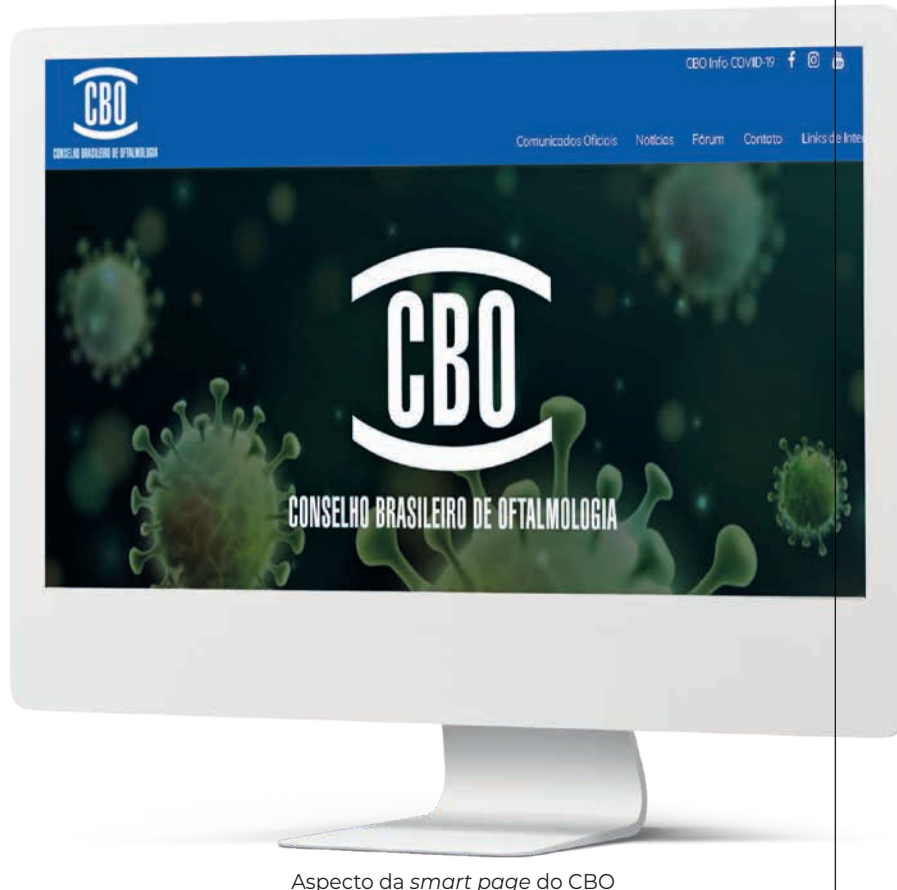 CBO Info COVID-19
CBO
CONSELHO BRASILEIRO DE OFTALMOLOGIA
Comunicados Oficiais Notícias Fórum Contato Links de Inter
CBO
CONSELHO BRASILEIRO DE OFTALMOLOGIA
Aspecto da smart page do CBO